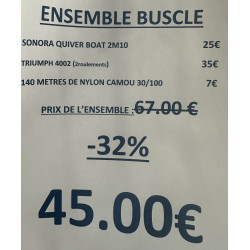 ENSEMBLE BUSCLE
SONORA QUIVER BOAT 2M10 25€
TRIUMPH 4002 (2roulements) 35€
140 METRES DE NYLON CAMOU 30/100 7€
PRIX DE L'ENSEMBLE :67.00 €
-32%
45.00€